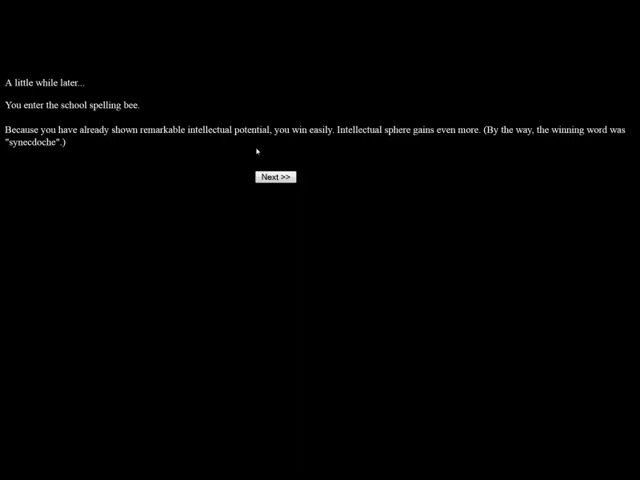 A little while later...
You enter the school spelling bee.
Because you have already shown remarkable intellectual potential, you win easily. Intellectual sphere gains even more. (By the way, the winning word was
"synecdoche".)
Next >>